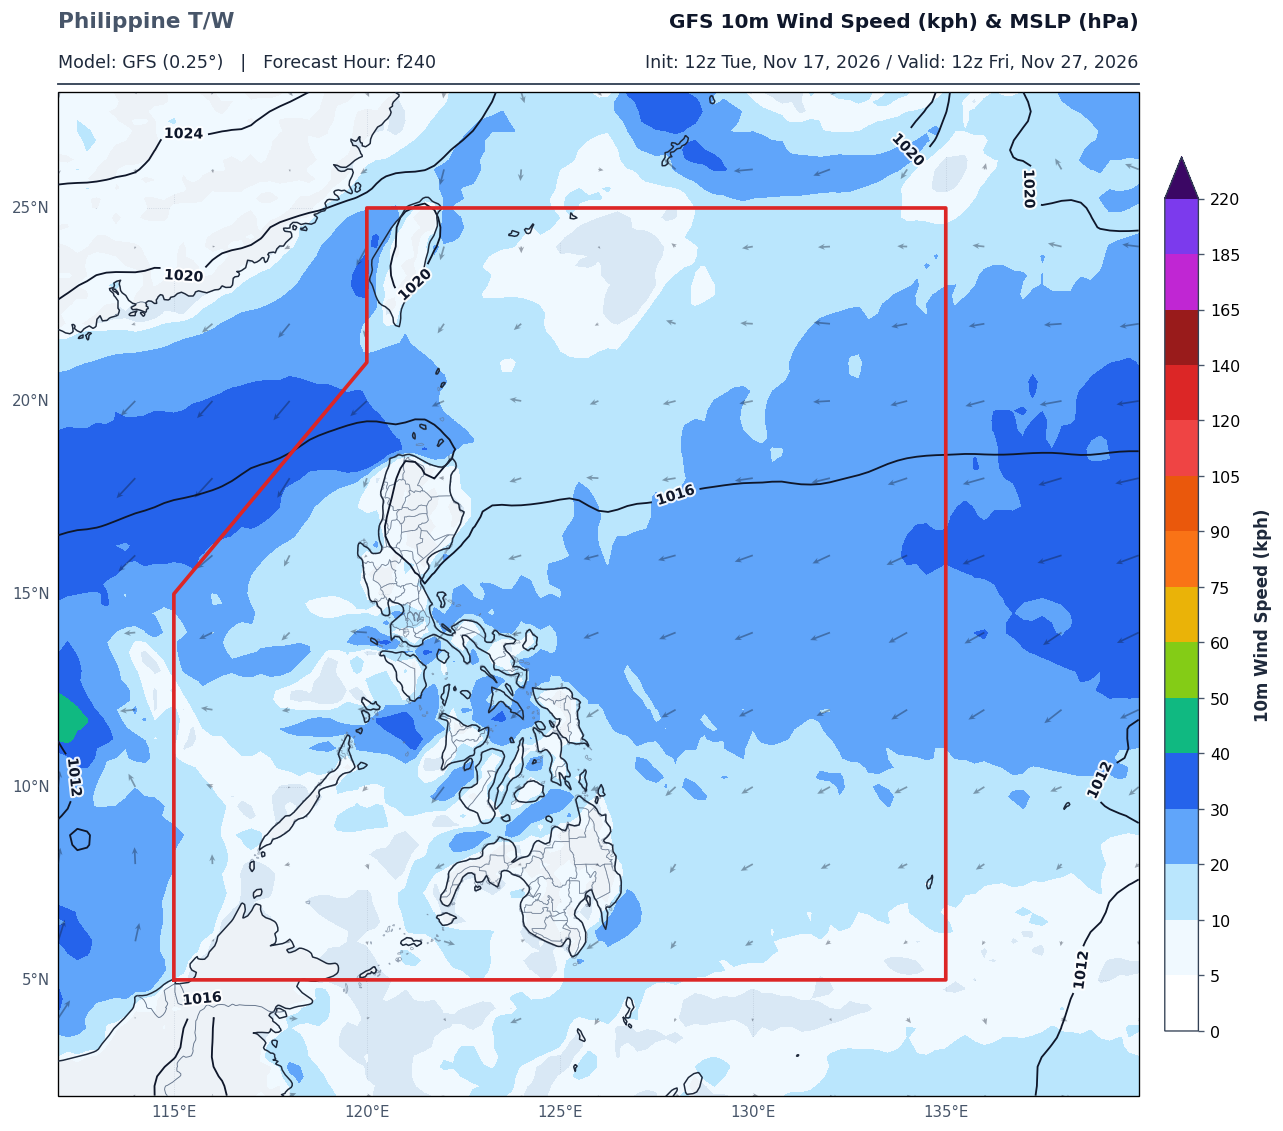 Philippine T/W
GFS 10m Wind Speed (kph) & MSLP (hPa)
Model: GFS (0.25°) | Forecast Hour: f240
Init: 12z Tue, Nov 17, 2026 / Valid: 12z Fri, Nov 27, 2026
1024
1020
1020
1020
1020
1016
1012
1012
1012
1016
25°N
20°N
15°N
10°N
5°N
115°E
120°E
125°E
130°E
135°E
220
185
165
140
120
105
90
75
60
50
40
30
20
10
5
0
10m Wind Speed (kph)